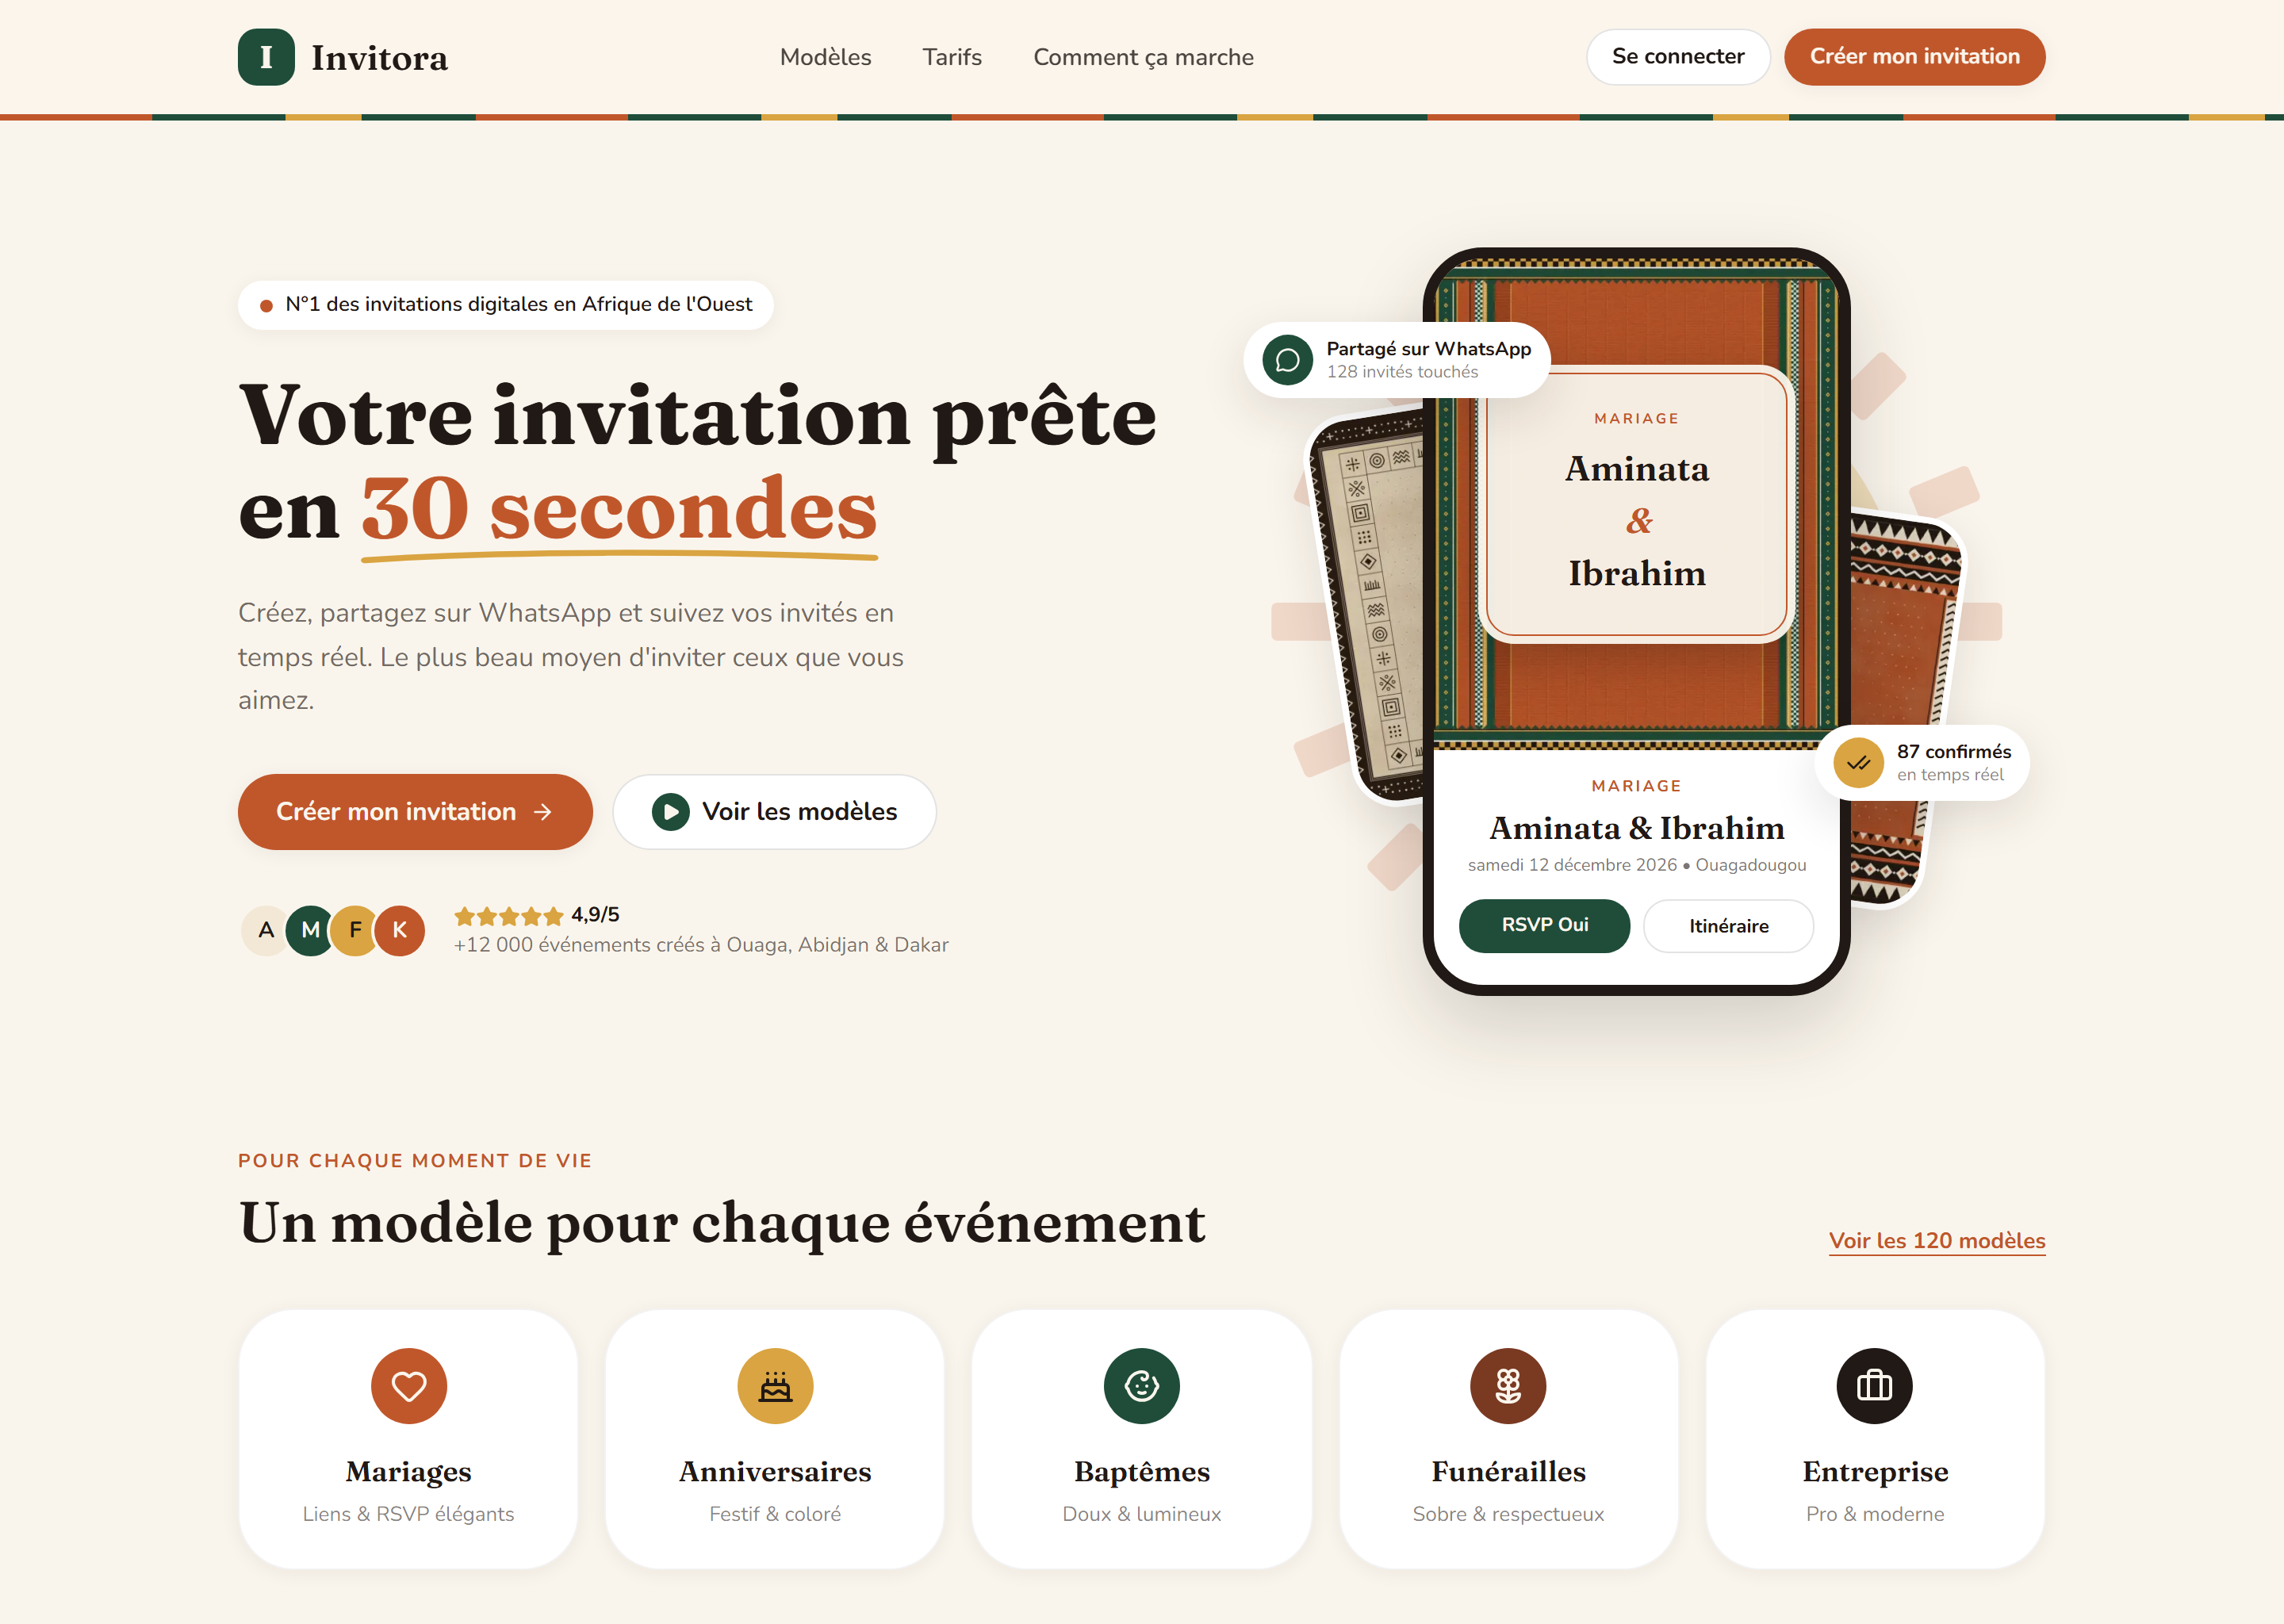 I
Invitora
Modèles
Tarifs
Comment ça marche
Se connecter
Créer mon invitation
N°1 des invitations digitales en Afrique de l'Ouest
Votre invitation prête
en 30 secondes
Créez, partagez sur WhatsApp et suivez vos invités en
temps réel. Le plus beau moyen d'inviter ceux que vous
aimez.
Créer mon invitation
Voir les modèles
A M F K
4,9/5
+12 000 événements créés à Ouaga, Abidjan & Dakar
Partagé sur WhatsApp
128 invités touchés
MARIAGE
Aminata
&
Ibrahim
87 confirmés
en temps réel
MARIAGE
Aminata & Ibrahim
samedi 12 décembre 2026 • Ouagadougou
RSVP Oui
Itinéraire
POUR CHAQUE MOMENT DE VIE
Un modèle pour chaque événement
Voir les 120 modèles
Mariages
Liens & RSVP élégants
Anniversaires
Festif & coloré
Baptêmes
Doux & lumineux
Funérailles
Sobre & respectueux
Entreprise
Pro & moderne